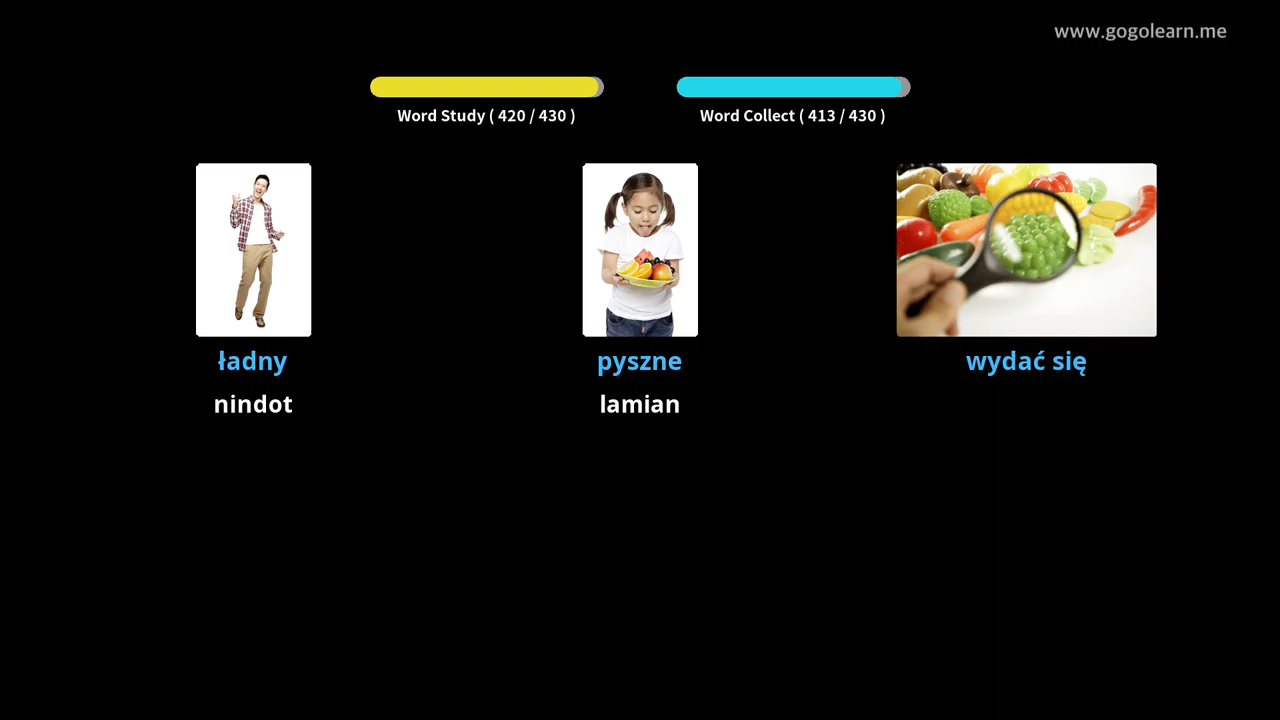 www.gogolearn.me
Word Study ( 420 / 430 )
Word Collect ( 413 / 430 )
ładny
pyszne
wydać się
nindot
lamian